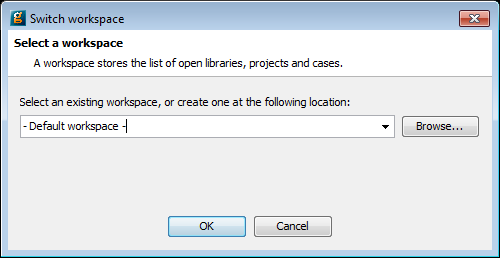 Switch workspace
Select a workspace
A workspace stores the list of open libraries, projects and cases.
Select an existing workspace, or create one at the following location:
- Default workspace -
Browse...
OK
Cancel